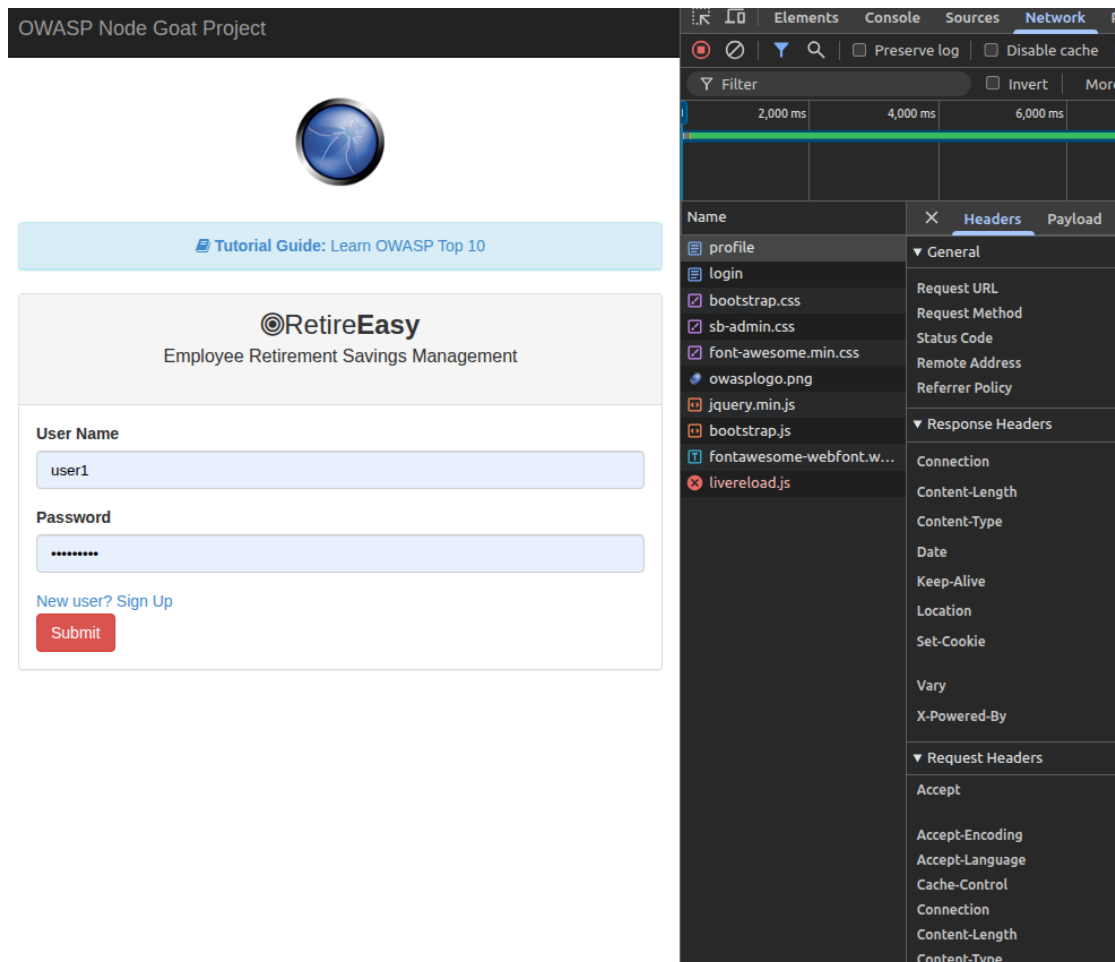 OWASP Node Goat Project
Tutorial Guide: Learn OWASP Top 10
RetireEasy
Employee Retirement Savings Management
User Name
user1
Password
•••••••••
New user? Sign Up
Submit
Elements Console Sources Network
Preserve log Disable cache
Filter Invert
2,000 ms 4,000 ms 6,000 ms
Name
profile
login
bootstrap.css
sb-admin.css
font-awesome.min.css
owasplogo.png
jquery.min.js
bootstrap.js
fontawesome-webfont.w...
livereload.js
Headers Payload
General
Request URL
Request Method
Status Code
Remote Address
Referrer Policy
Response Headers
Connection
Content-Length
Content-Type
Date
Keep-Alive
Location
Set-Cookie
Vary
X-Powered-By
Request Headers
Accept
Accept-Encoding
Accept-Language
Cache-Control
Connection
Content-Length
Content-Type